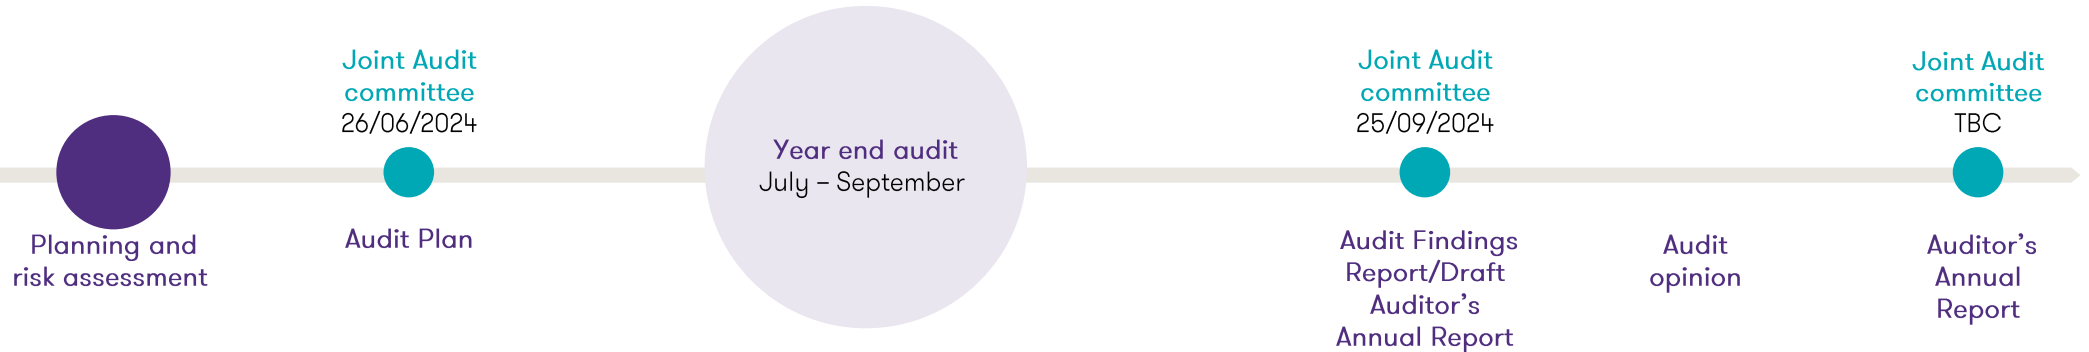 Planning and
risk assessment
Joint Audit
committee
26/06/2024
Audit Plan
Year end audit
July – September
Joint Audit
committee
25/09/2024
Audit Findings
Report/Draft
Auditor’s
Annual Report
Audit
opinion
Joint Audit
committee
TBC
Auditor’s
Annual
Report